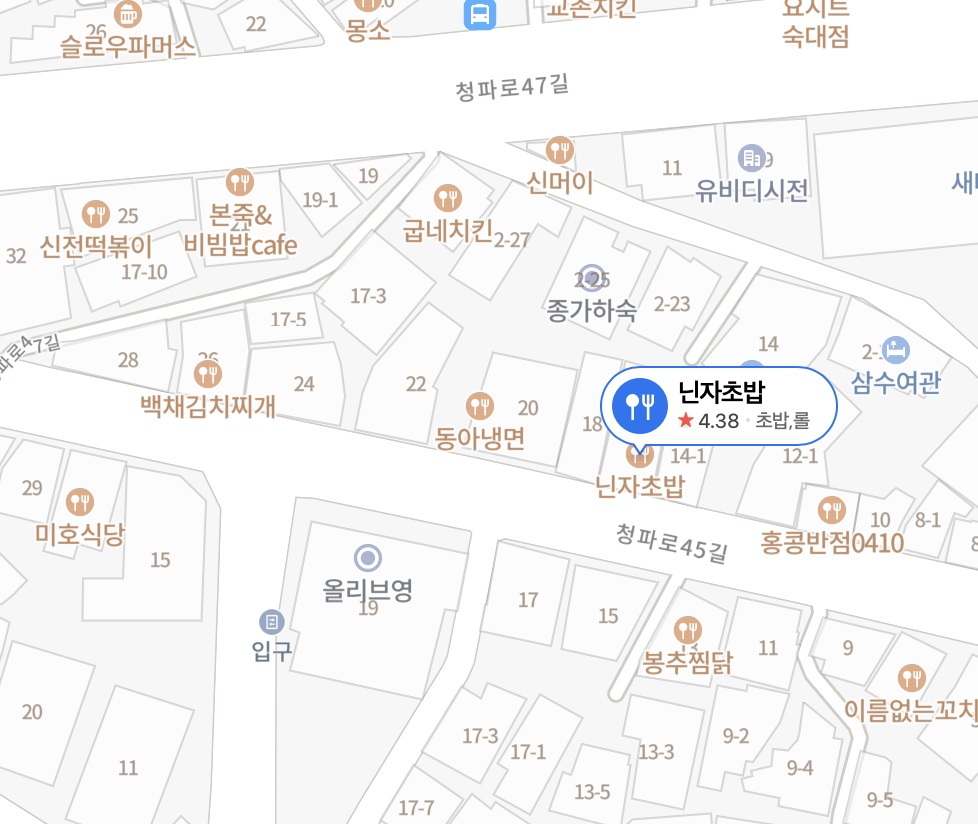 교촌치킨
요시트
숙대점
몽소
26
22
슬로우파머스
청파로47길
19
신머이
11
유비디시전
19-1
25
신전떡볶이
본죽&
비빔밥cafe
굽네치킨
2-27
32
17-10
2-25
종가하숙
2-23
17-3
17-5
14
삼수여관
28
26
백채김치찌개
24
22
20
동아냉면
18
닌자초밥
4.38 · 초밥,롤
닌자초밥
14-1
12-1
29
미호식당
15
청파로45길
홍콩반점0410
10
8-1
올리브영
19
17
15
입구
봉추찜닭
11
9
이름없는꼬치
20
11
17-3
17-1
13-3
9-2
9-4
13-5
17-7
9-5